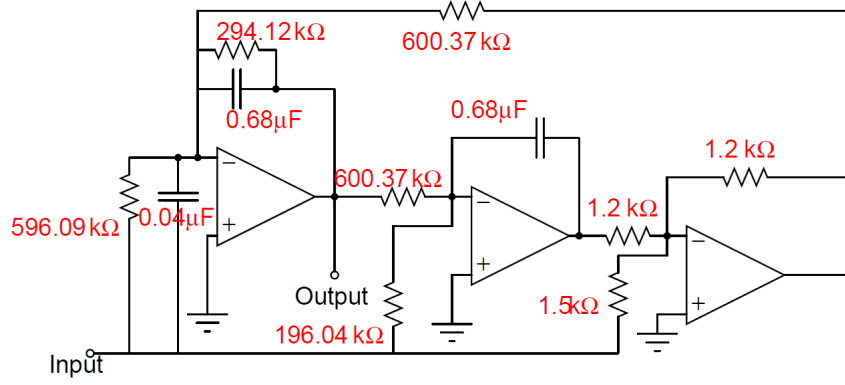 294.12kΩ
600.37kΩ
0.68µF
0.68µF
1.2kΩ
600.37kΩ
596.09kΩ
0.04µF
1.2kΩ
Output
1.5kΩ
196.04kΩ
Input
−
+
−
+
−
+